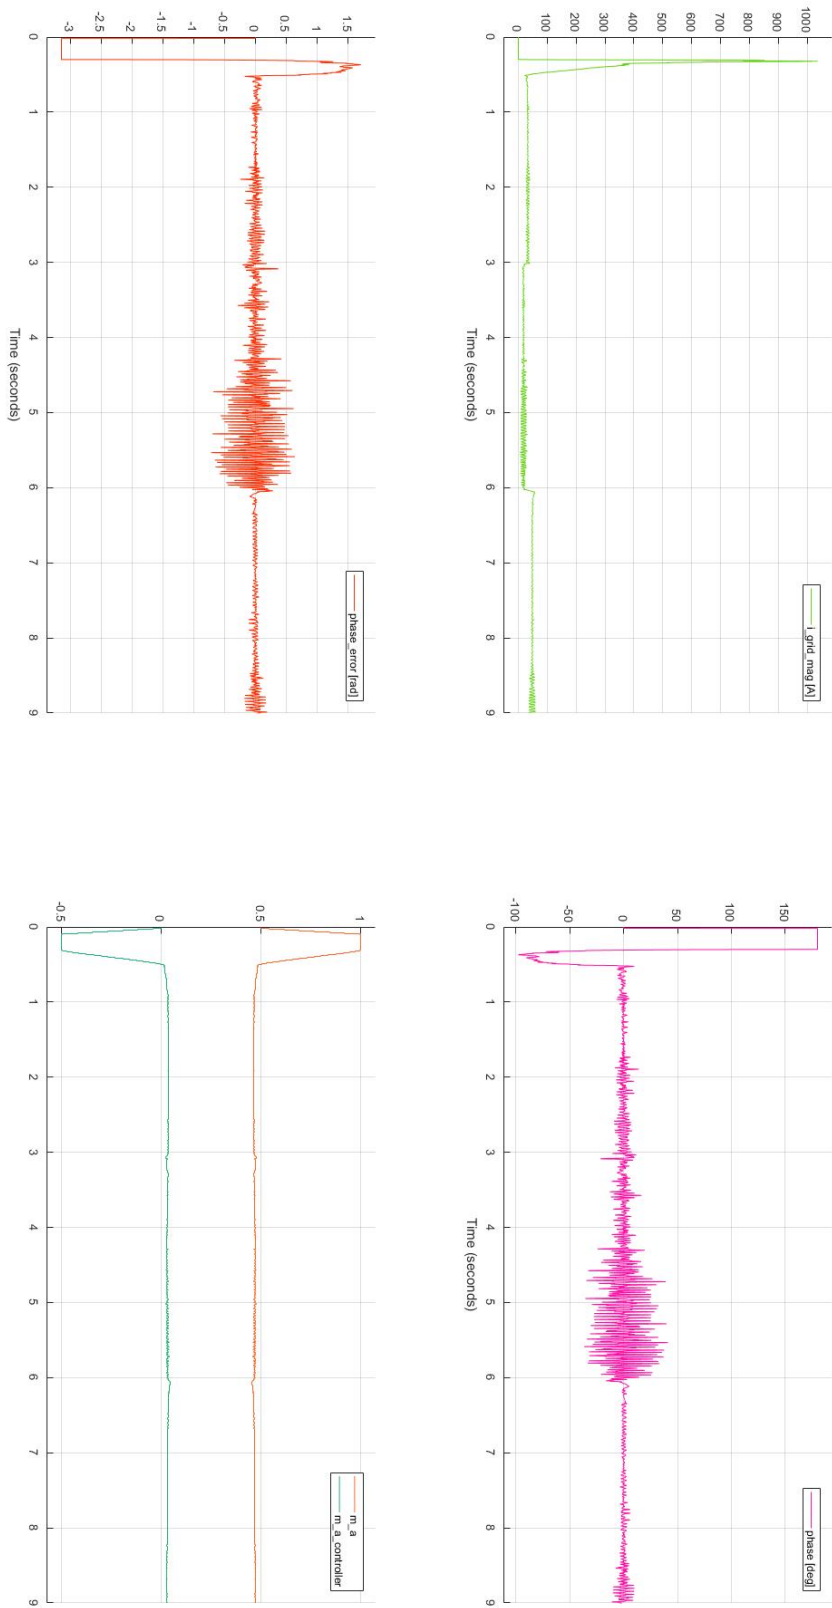 i_grid_mag [A]
1000
900
800
700
600
500
400
300
200
100
0
0 1 2 3 4 5 6 7 8 9
phase [deg]
150
100
50
0
-50
-100
0 1 2 3 4 5 6 7 8 9
Time (seconds)
phase_error [rad]
1.5
1
0.5
0
-0.5
-1
-1.5
-2
-2.5
-3
0 1 2 3 4 5 6 7 8 9
Time (seconds)
Time (seconds)
m_a
m_a_controller
1
0.5
0
-0.5
0 1 2 3 4 5 6 7 8 9